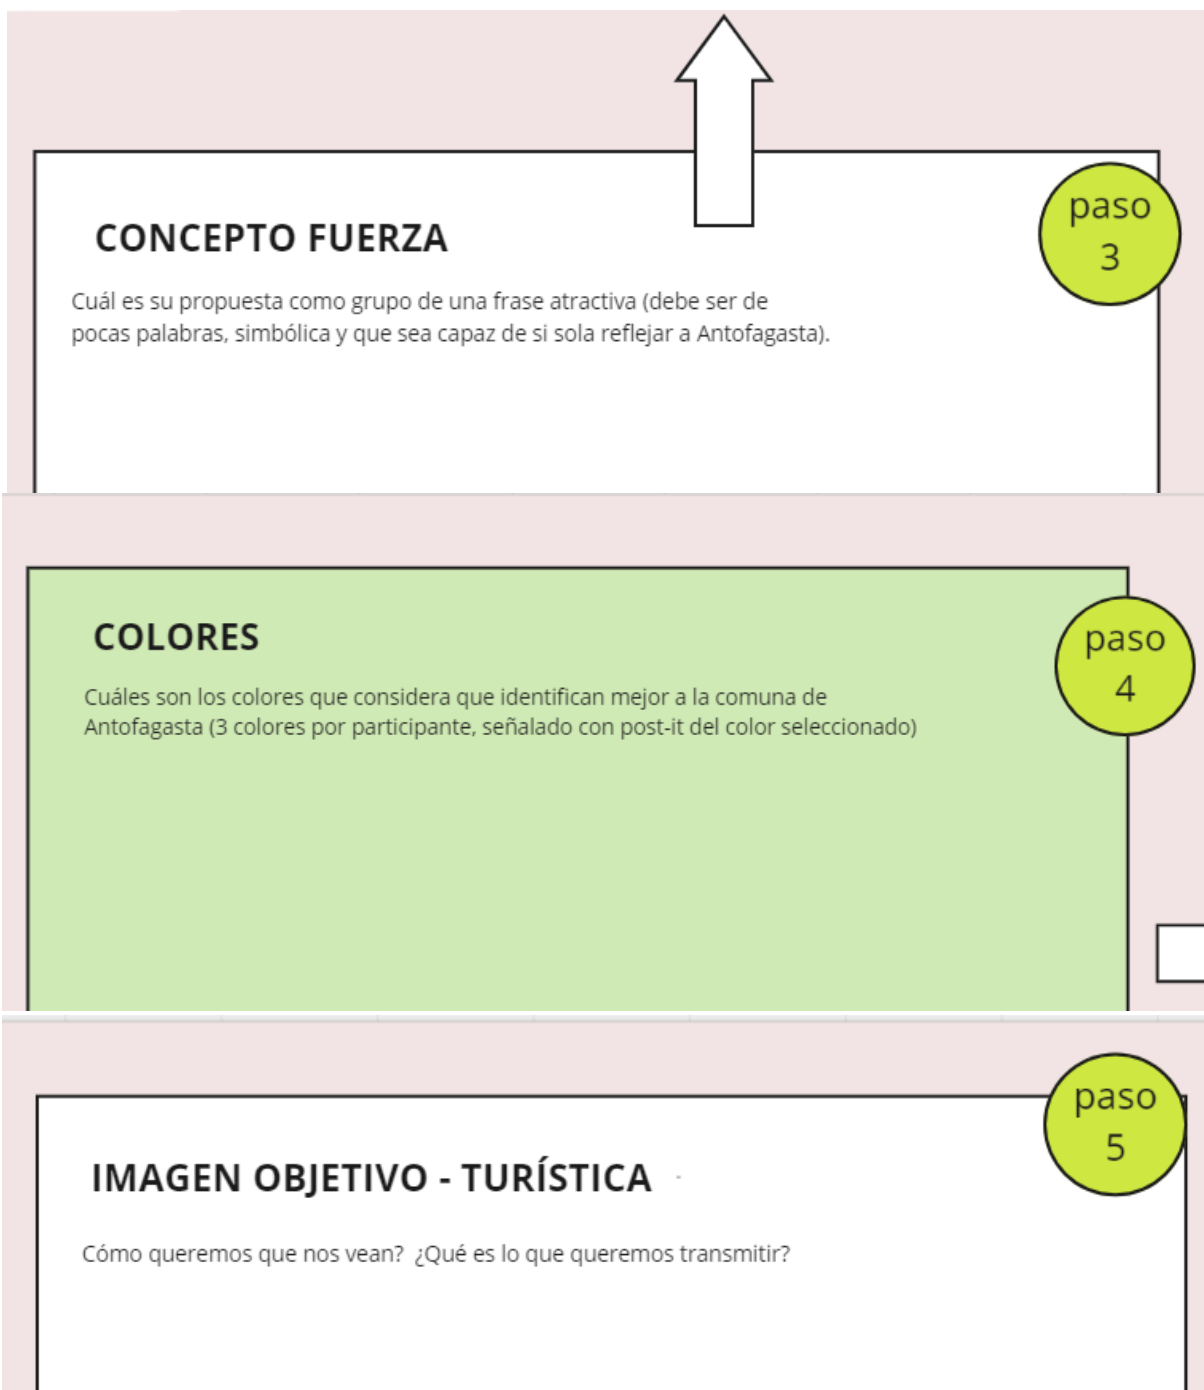 CONCEPTO FUERZA
paso
3
Cuál es su propuesta como grupo de una frase atractiva (debe ser de
pocas palabras, simbólica y que sea capaz de si sola reflejar a Antofagasta).
COLORES
paso
4
Cuáles son los colores que considera que identifican mejor a la comuna de
Antofagasta (3 colores por participante, señalado con post-it del color seleccionado)
paso
5
IMAGEN OBJETIVO - TURÍSTICA
Cómo queremos que nos vean?  ¿Qué es lo que queremos transmitir?